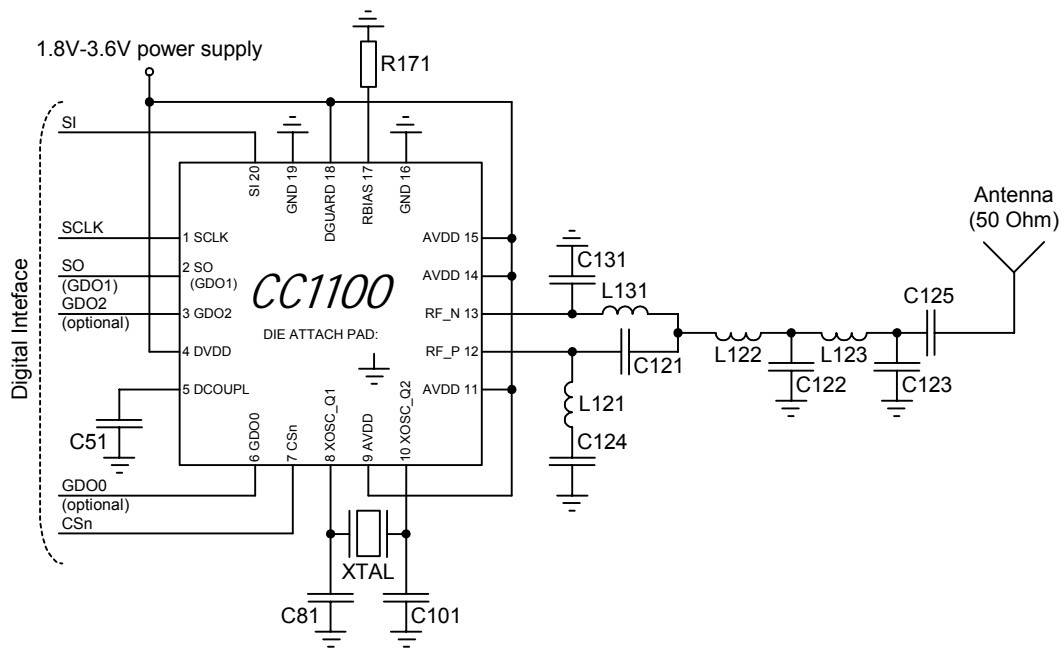 1.8V-3.6V power supply
R171
SI
SI 20
GND 19
DGUARD 18
RBIAS 17
GND 16
Antenna
(50 Ohm)
Digital Inteface
SCLK
1 SCLK
AVDD 15
SO
(GDO1)
2 SO
(GDO1)
CC1100
AVDD 14
C131
L131
C125
GDO2
(optional)
3 GDO2
RF_N 13
DIE ATTACH PAD:
4 DVDD
RF_P 12
C121
L122
L123
C122
C123
5 DCOUPL
AVDD 11
L121
C51
6 GDO0
7 CSn
8 XOSC_Q1
9 AVDD
10 XOSC_Q2
C124
GDO0
(optional)
CSn
XTAL
C81
C101